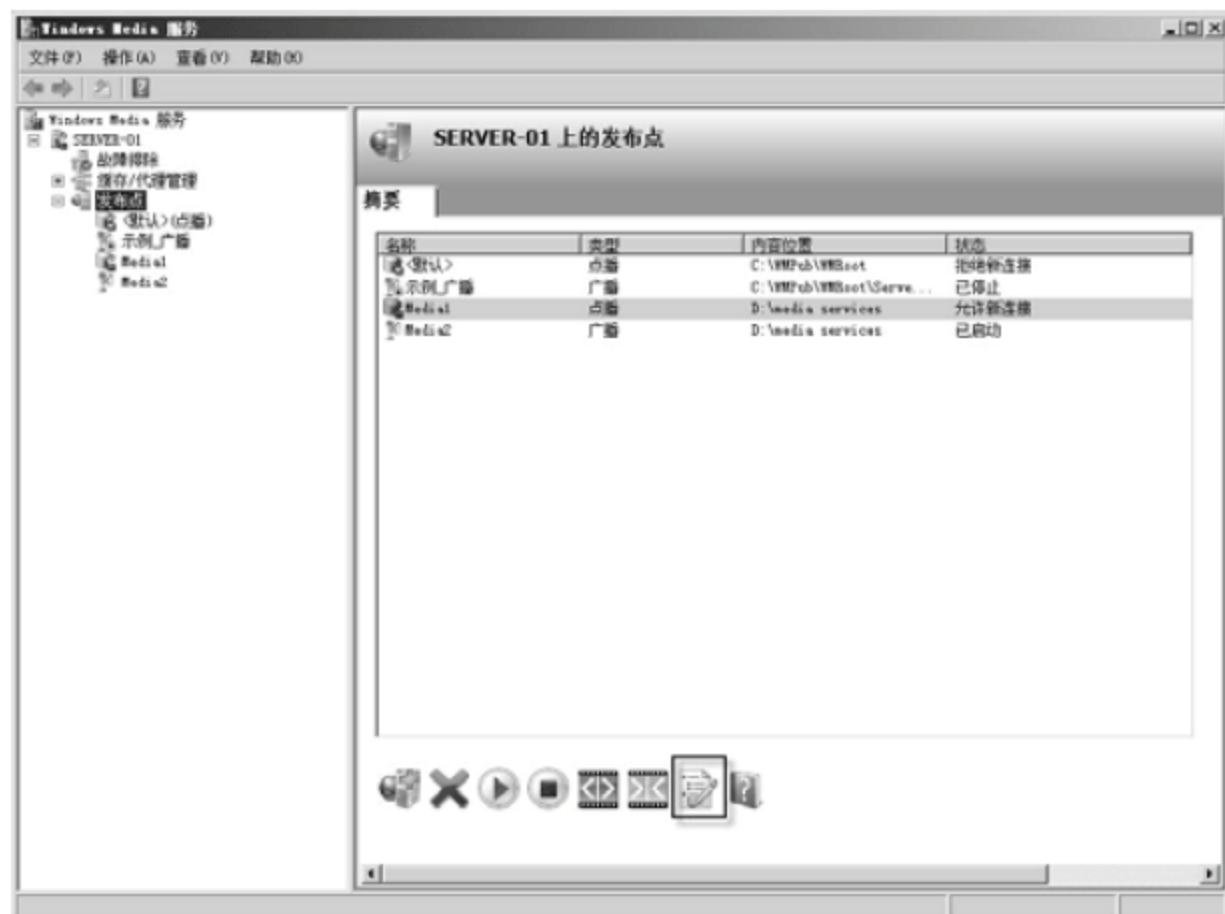 Windows Media 服务
文件(F) 操作(A) 查看(V) 帮助(H)
Windows Media 服务
SERVER-01
故障排除
缓存/代理管理
发布点
<默认>(点播)
示例_广播
Media1
Media2
SERVER-01 上的发布点
摘要
名称 类型 内容位置 状态
<默认> 点播 C:\WMPub\WMRoot 拒绝新连接
示例_广播 广播 C:\WMPub\WMRoot\Serve... 已停止
Media1 点播 D:\media services 允许新连接
Media2 广播 D:\media services 已启动